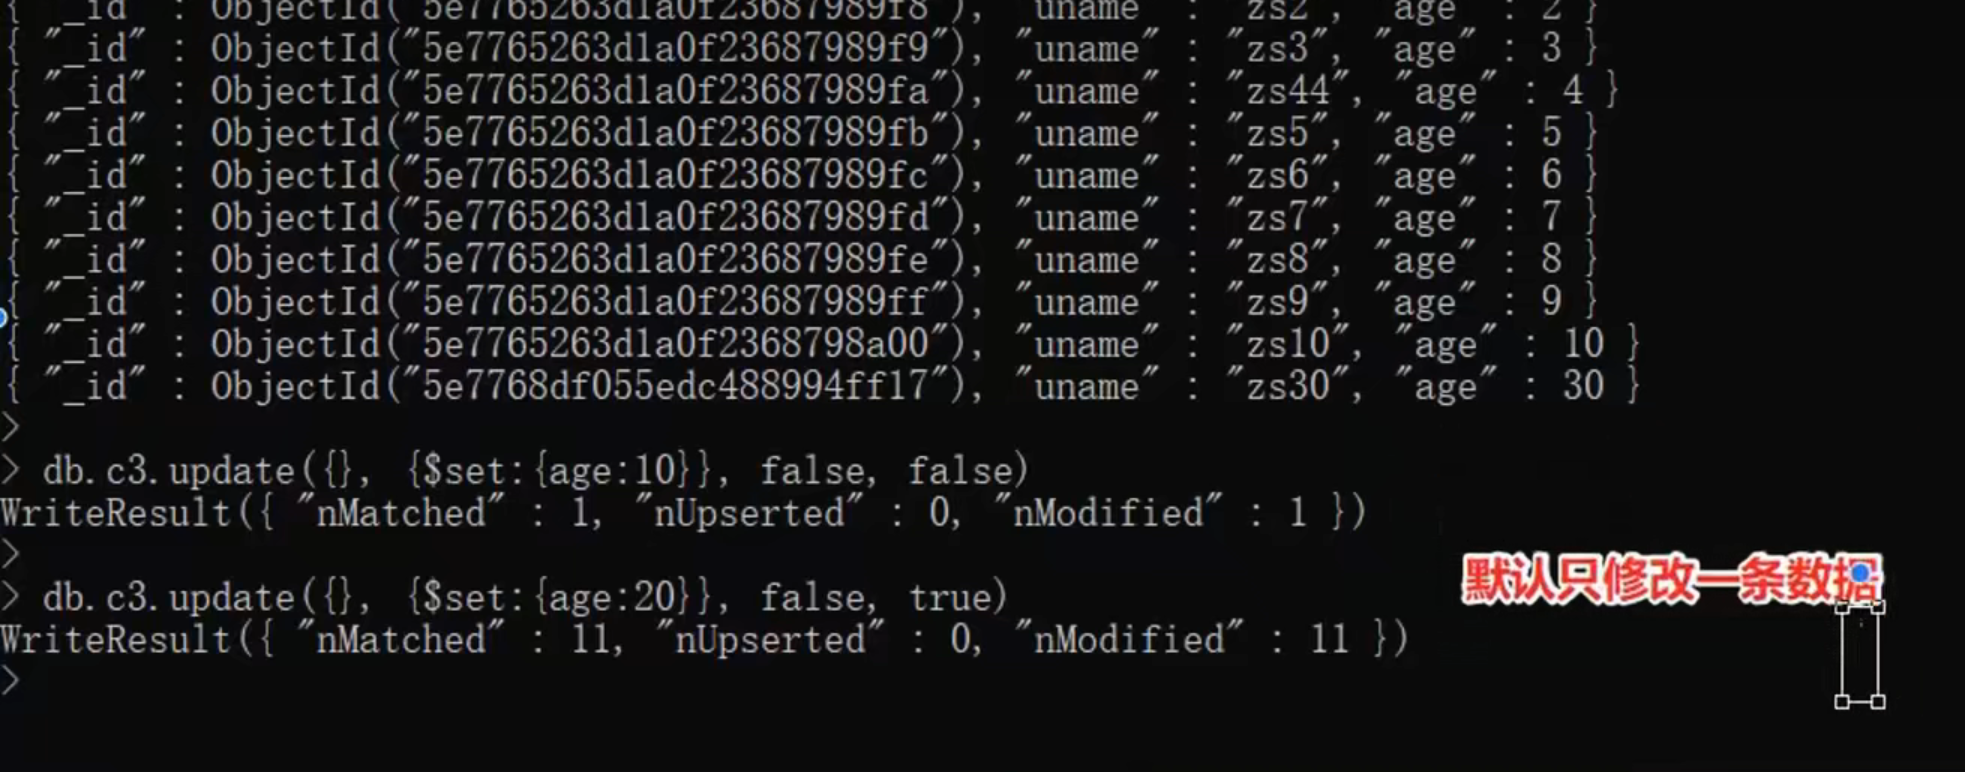 { "_id" : ObjectId("5e7765263d1a0f23687989f8"), "uname" : "zs2", "age" : 2 }
{ "_id" : ObjectId("5e7765263d1a0f23687989f9"), "uname" : "zs3", "age" : 3 }
{ "_id" : ObjectId("5e7765263d1a0f23687989fa"), "uname" : "zs44", "age" : 4 }
{ "_id" : ObjectId("5e7765263d1a0f23687989fb"), "uname" : "zs5", "age" : 5 }
{ "_id" : ObjectId("5e7765263d1a0f23687989fc"), "uname" : "zs6", "age" : 6 }
{ "_id" : ObjectId("5e7765263d1a0f23687989fd"), "uname" : "zs7", "age" : 7 }
{ "_id" : ObjectId("5e7765263d1a0f23687989fe"), "uname" : "zs8", "age" : 8 }
{ "_id" : ObjectId("5e7765263d1a0f23687989ff"), "uname" : "zs9", "age" : 9 }
{ "_id" : ObjectId("5e7765263d1a0f2368798a00"), "uname" : "zs10", "age" : 10 }
{ "_id" : ObjectId("5e7768df055edc488994ff17"), "uname" : "zs30", "age" : 30 }
>
> db.c3.update({}, {$set:{age:10}}, false, false)
WriteResult({ "nMatched" : 1, "nUpserted" : 0, "nModified" : 1 })
>
默认只修改一条数据
> db.c3.update({}, {$set:{age:20}}, false, true)
WriteResult({ "nMatched" : 11, "nUpserted" : 0, "nModified" : 11 })
>